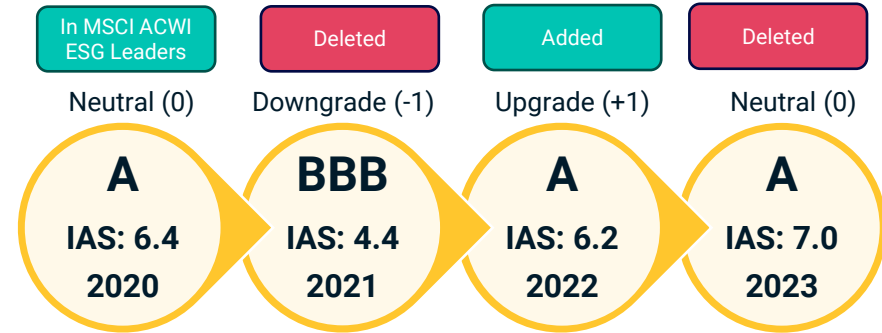 In MSCI ACWI
ESG Leaders
Deleted
Added
Deleted
Neutral (0)
Downgrade (-1)
Upgrade (+1)
Neutral (0)
A
IAS: 6.4
2020
BBB
IAS: 4.4
2021
A
IAS: 6.2
2022
A
IAS: 7.0
2023